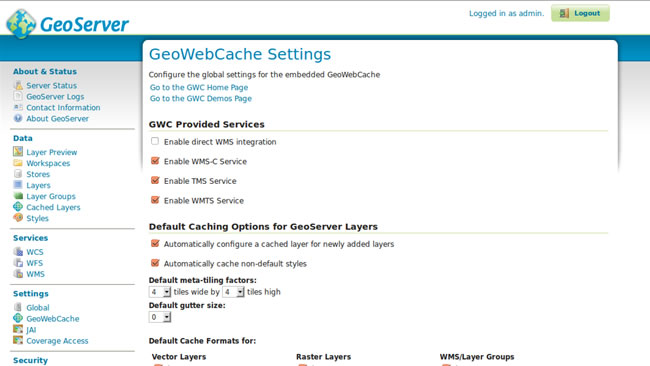 GeoServer
Logged in as admin.
Logout
About & Status
Server Status
GeoServer Logs
Contact Information
About GeoServer
Data
Layer Preview
Workspaces
Stores
Layers
Layer Groups
Cached Layers
Styles
Services
WCS
WFS
WMS
Settings
Global
GeoWebCache
JAI
Coverage Access
Security
GeoWebCache Settings
Configure the global settings for the embedded GeoWebCache
Go to the GWC Home Page
Go to the GWC Demos Page
GWC Provided Services
Enable direct WMS integration
Enable WMS-C Service
Enable TMS Service
Enable WMTS Service
Default Caching Options for GeoServer Layers
Automatically configure a cached layer for newly added layers
Automatically cache non-default styles
Default meta-tiling factors:
4 tiles wide by 4 tiles high
Default gutter size:
0
Default Cache Formats for:
Vector Layers Raster Layers WMS/Layer Groups